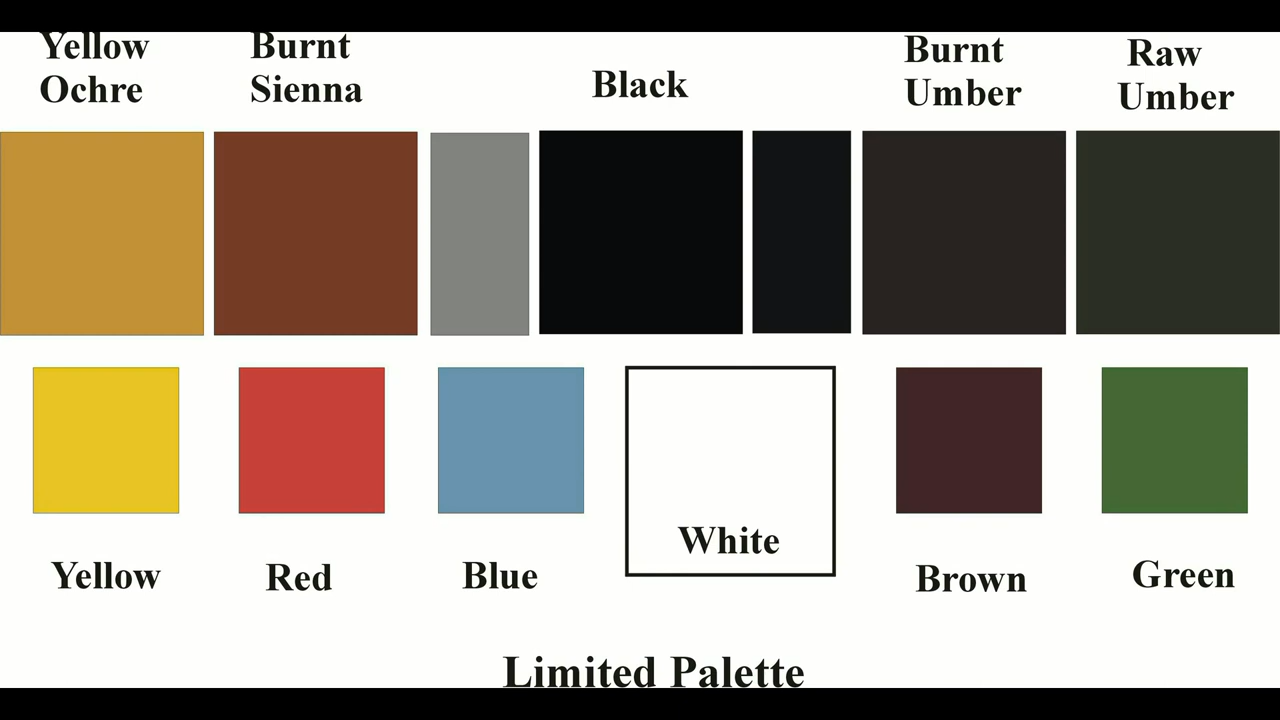 Yellow
Ochre
Burnt
Sienna
Black
Burnt
Umber
Raw
Umber
Yellow
Red
Blue
White
Brown
Green
Limited Palette